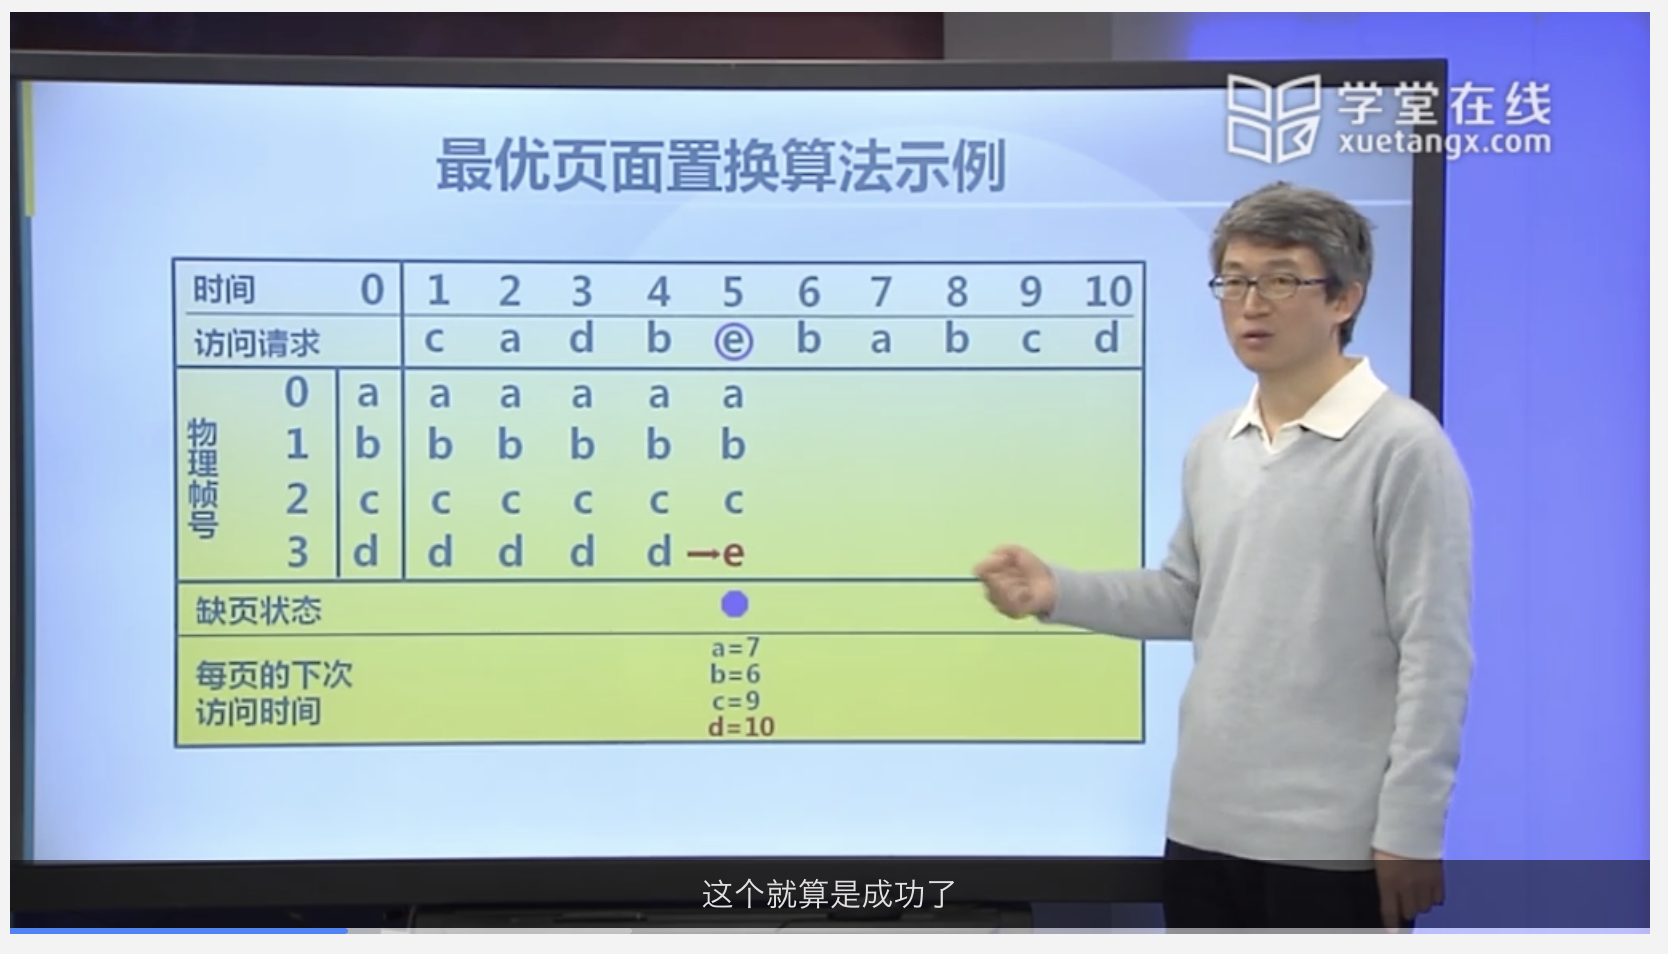 学堂在线
xuetangx.com
最优页面置换算法示例
时间 0 1 2 3 4 5 6 7 8 9 10
访问请求 c a d b e b a b c d
物理帧号
0 a a a a a a
1 b b b b b b
2 c c c c c c
3 d d d d d →e
缺页状态
每页的下次
访问时间
a=7
b=6
c=9
d=10
这个就算是成功了